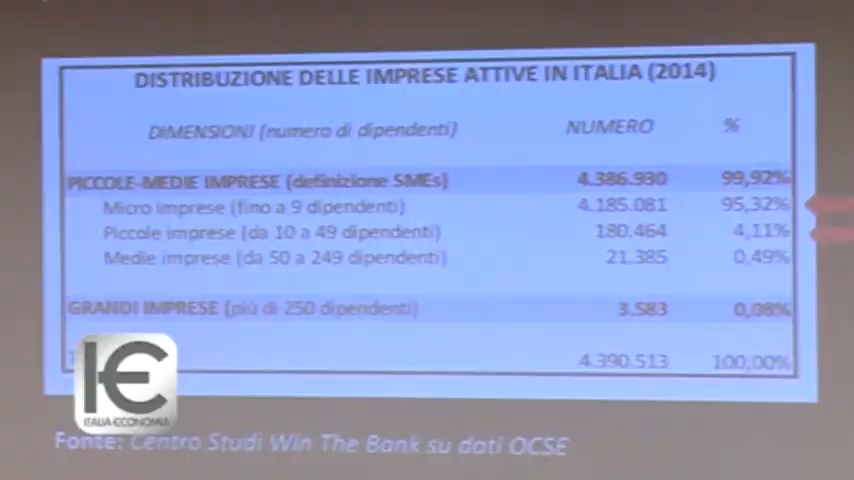 DISTRIBUZIONE DELLE IMPRESE ATTIVE IN ITALIA (2014)
DIMENSIONI (numero di dipendenti) NUMERO %
PICCOLE-MEDIE IMPRESE (definizione SMEs) 4.386.930 99,92%
Micro imprese (fino a 9 dipendenti) 4.185.081 95,32%
Piccole imprese (da 10 a 49 dipendenti) 180.464 4,11%
Medie imprese (da 50 a 249 dipendenti) 21.385 0,49%
GRANDI IMPRESE (più di 250 dipendenti) 3.583 0,08%
4.390.513 100,00%
I€
ITALIA-ECONOMIA
Fonte: Centro Studi Win The Bank su dati OCSE